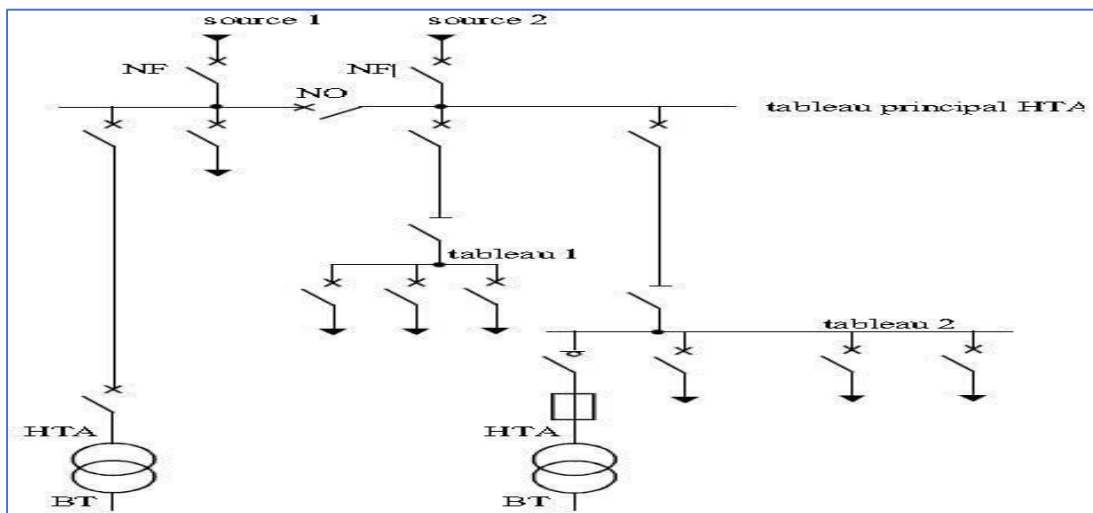 source 1
source 2
NF
NF
NO
tableau principal HTA
tableau 1
tableau 2
HTA
HTA
BT
BT